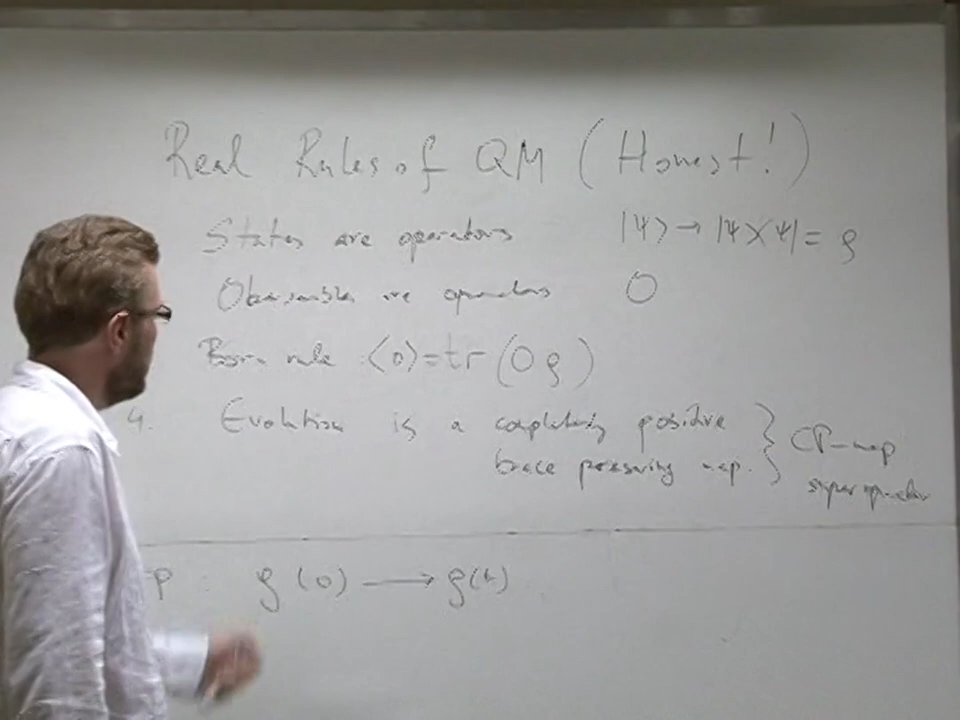 Real Rules of QM (Honest!)
States are operators |ψ⟩ → |ψ⟩⟨ψ| = ρ
Observables are operators O
Born rule : ⟨O⟩ = tr(Oρ)
4. Evolution is a completely positive
trace preserving map. } CP-map
superoperator
P : ρ(0) ⟶ ρ(t)